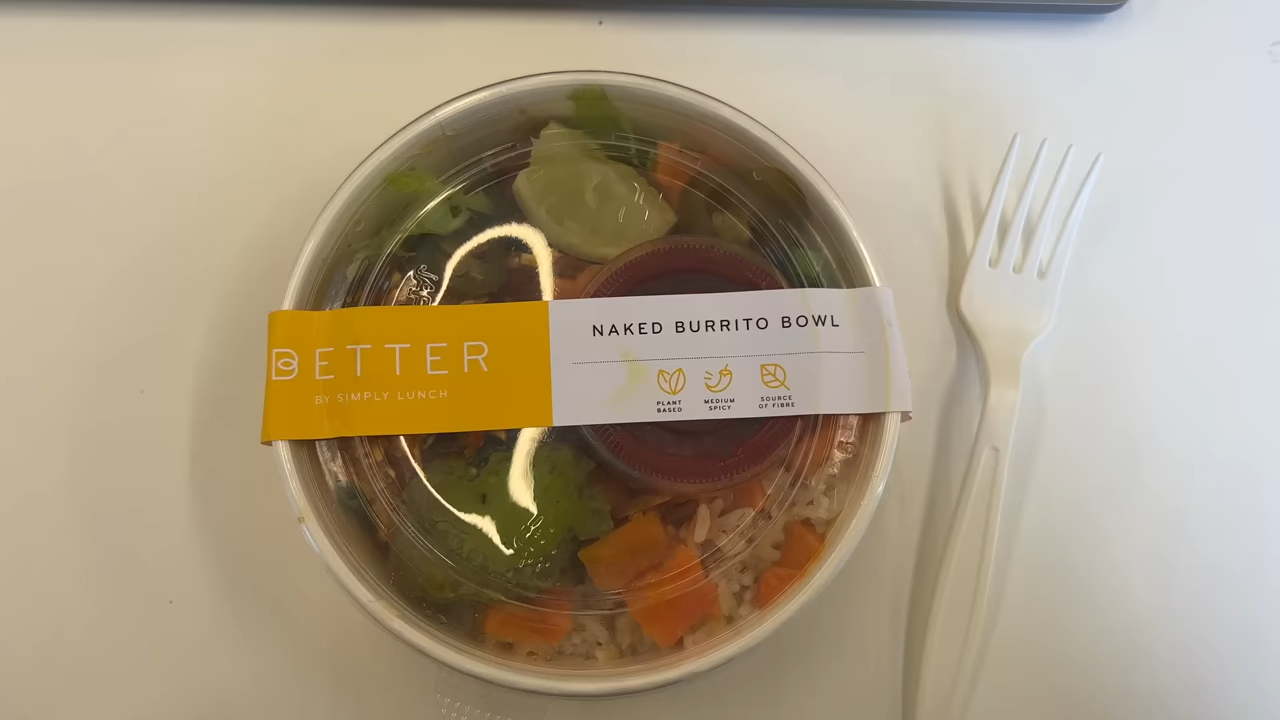 BETTER
BY SIMPLY LUNCH
NAKED BURRITO BOWL
PLANT
BASED
MEDIUM
SPICY
SOURCE
OF FIBRE